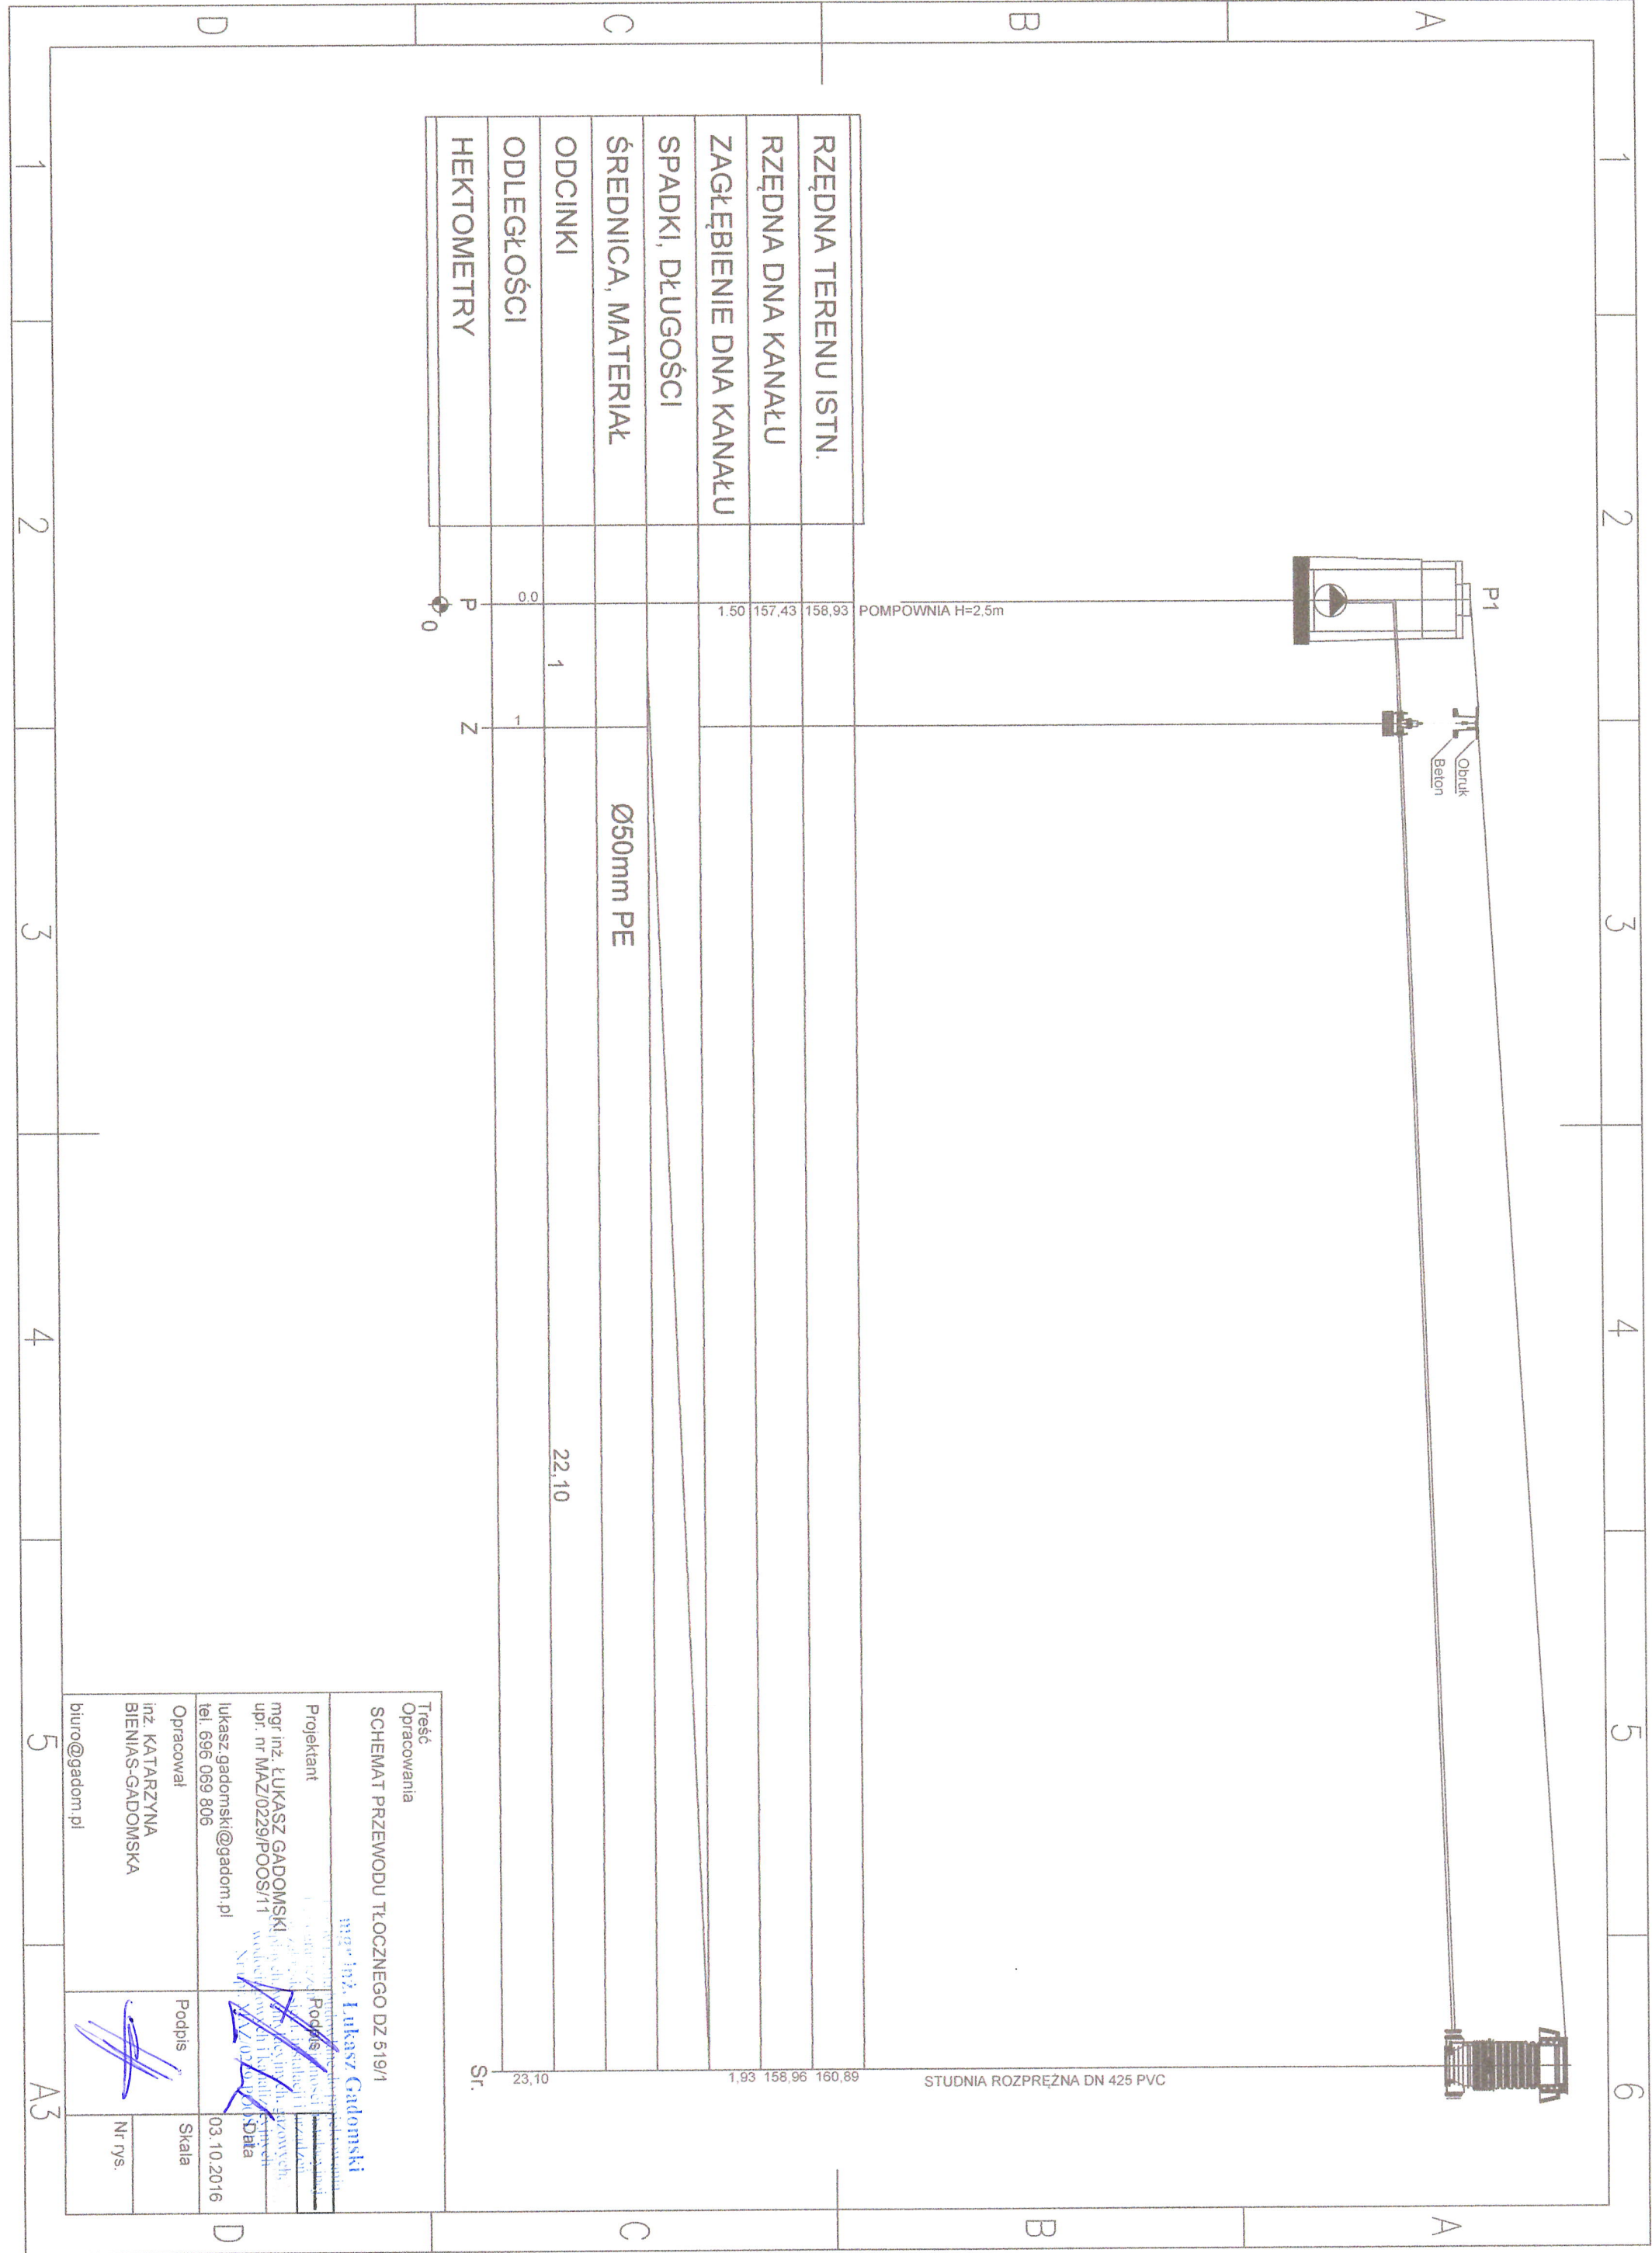 1
2
3
4
5
6
A
B
C
D
P1
Obruk
Beton
POMPOWNIA H=2,5m
STUDNIA ROZPRĘŻNA DN 425 PVC
RZĘDNA TERENU ISTN.
158,93
160,89
RZĘDNA DNA KANAŁU
157,43
158,96
ZAGŁĘBIENIE DNA KANAŁU
1.50
1,93
SPADKI, DŁUGOŚCI
ŚREDNICA, MATERIAŁ
Ø50mm PE
ODCINKI
1
22,10
ODLEGŁOŚCI
0.0
1
23,10
HEKTOMETRY
P
Z
Sr.
0
Treść
Opracowania
SCHEMAT PRZEWODU TŁOCZNEGO DZ 519/1
mgr inż. Łukasz Gadomski
Projektant
Podpis
mgr inż. ŁUKASZ GADOMSKI
upr. nr MAZ/0229/POOS/11
Data
lukasz.gadomski@gadom.pl
tel. 696 069 806
03.10.2016
Opracował
Podpis
Skala
inż. KATARZYNA
BIENIAS-GADOMSKA
Nr rys.
biuro@gadom.pl
A
B
C
D
1
2
3
4
5
A3